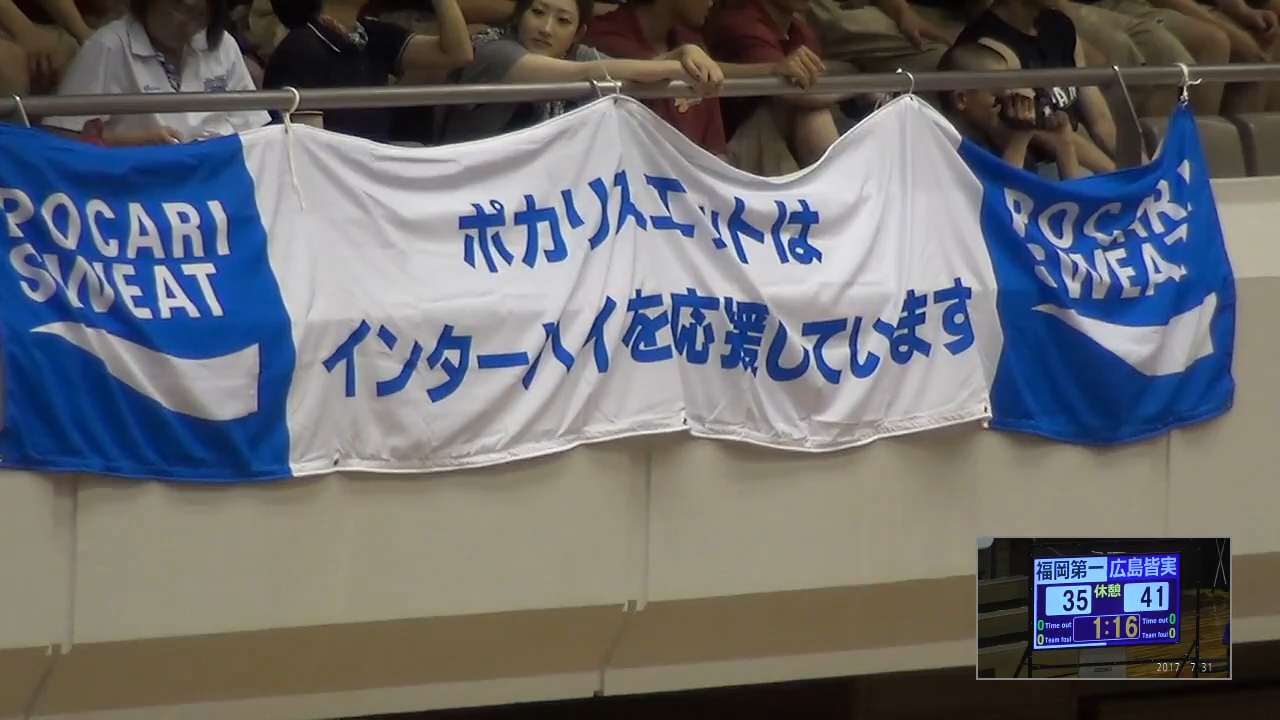 POCARI
SWEAT
ポカリスエットは
インターハイを応援しています
POCARI
SWEAT
福岡第一 広島皆実
35 休憩 41
0 Time out 1:16 Time out 0
0 Team foul Team foul 0
2017 7 31